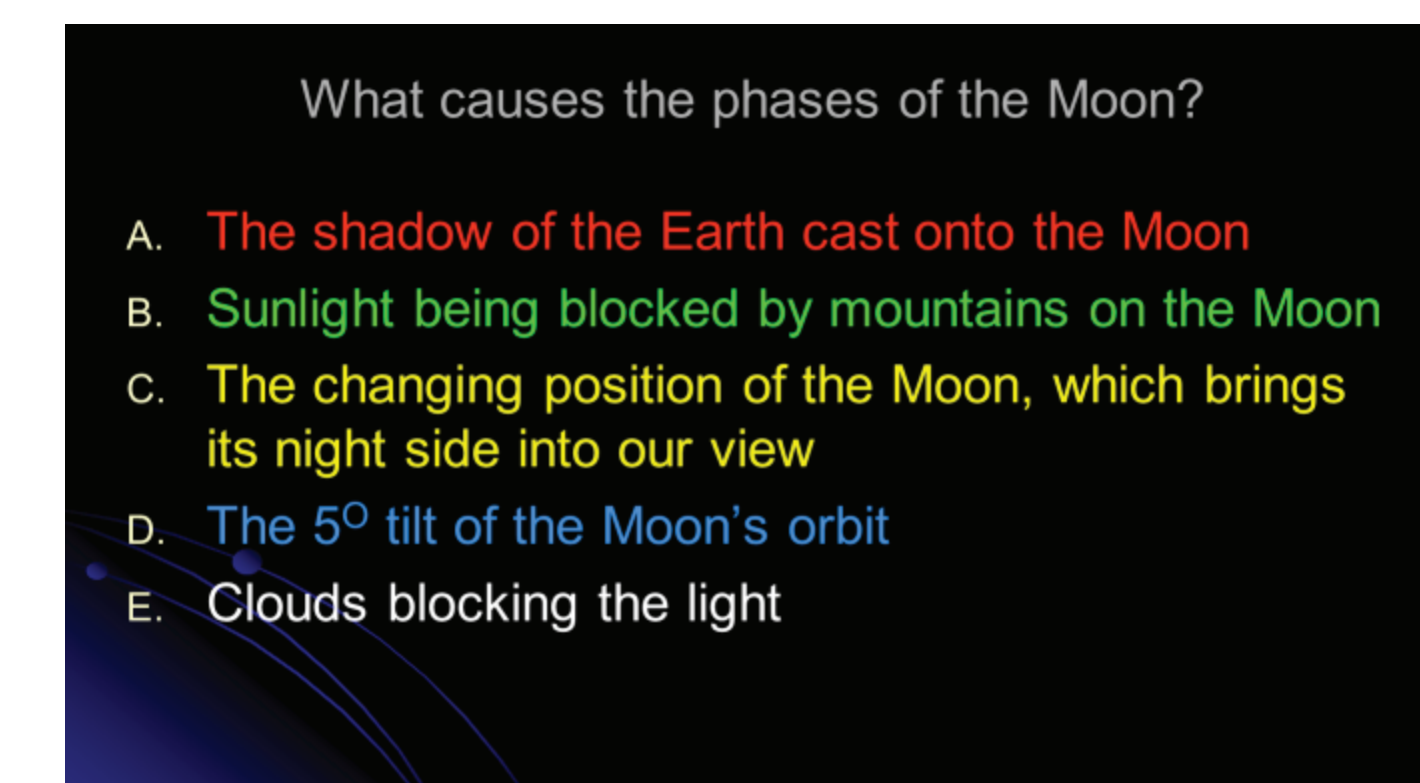 What causes the phases of the Moon?
A. The shadow of the Earth cast onto the Moon
B. Sunlight being blocked by mountains on the Moon
C. The changing position of the Moon, which brings
its night side into our view
D. The 5ᴼ tilt of the Moon’s orbit
E. Clouds blocking the light